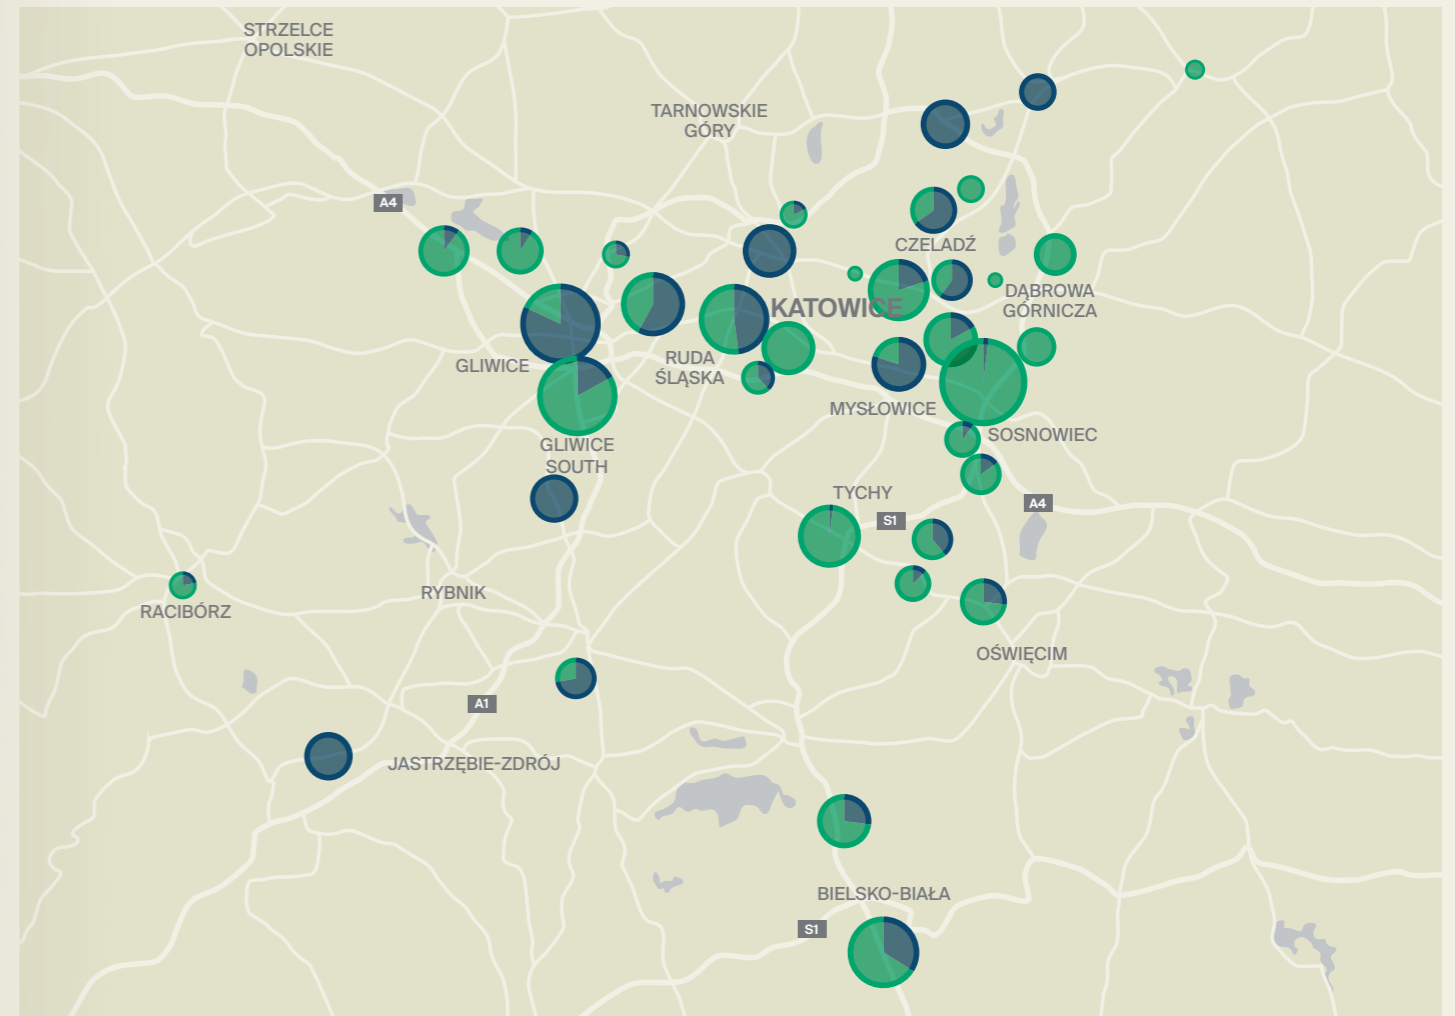 STRZELCE
OPOLSKIE
TARNOWSKIE
GÓRY
A4
CZELADŹ
DĄBROWA
GÓRNICZA
KATOWICE
RUDA
ŚLĄSKA
GLIWICE
MYSŁOWICE
SOSNOWIEC
GLIWICE
SOUTH
TYCHY
A4
S1
RYBNIK
RACIBÓRZ
OŚWIĘCIM
A1
JASTRZĘBIE-ZDRÓJ
BIELSKO-BIAŁA
S1